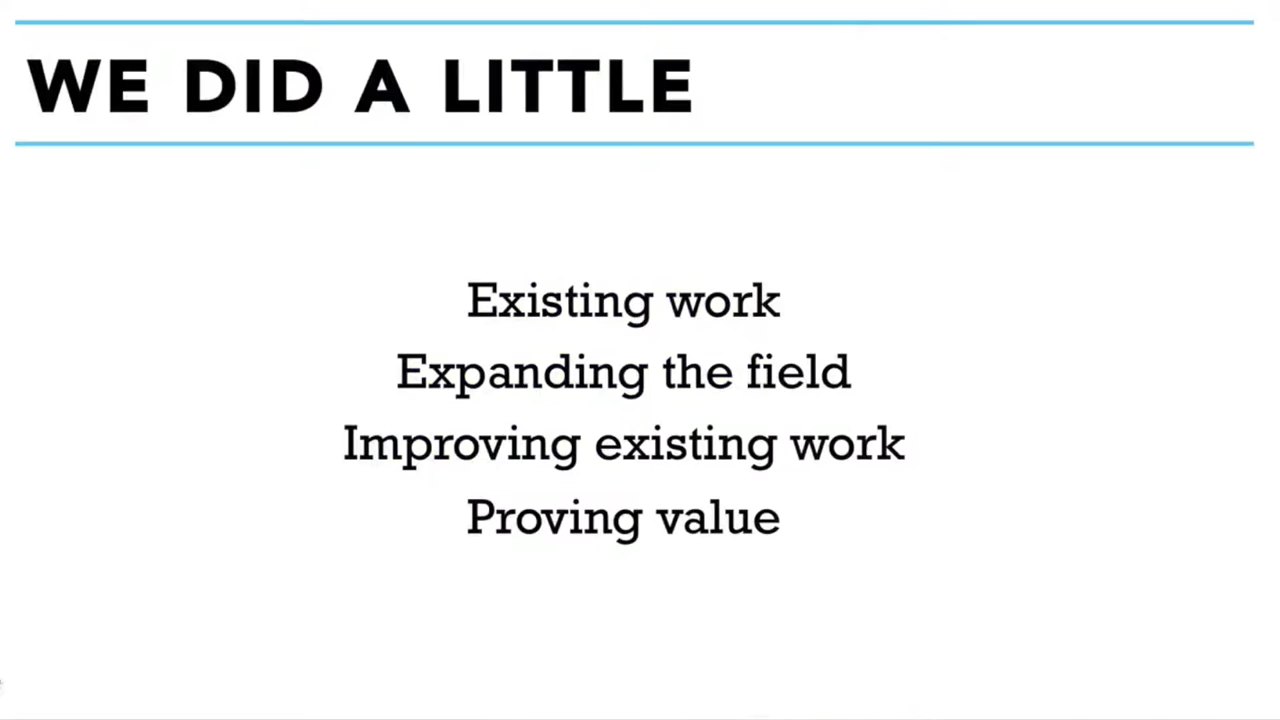 WE DID A LITTLE
Existing work
Expanding the field
Improving existing work
Proving value